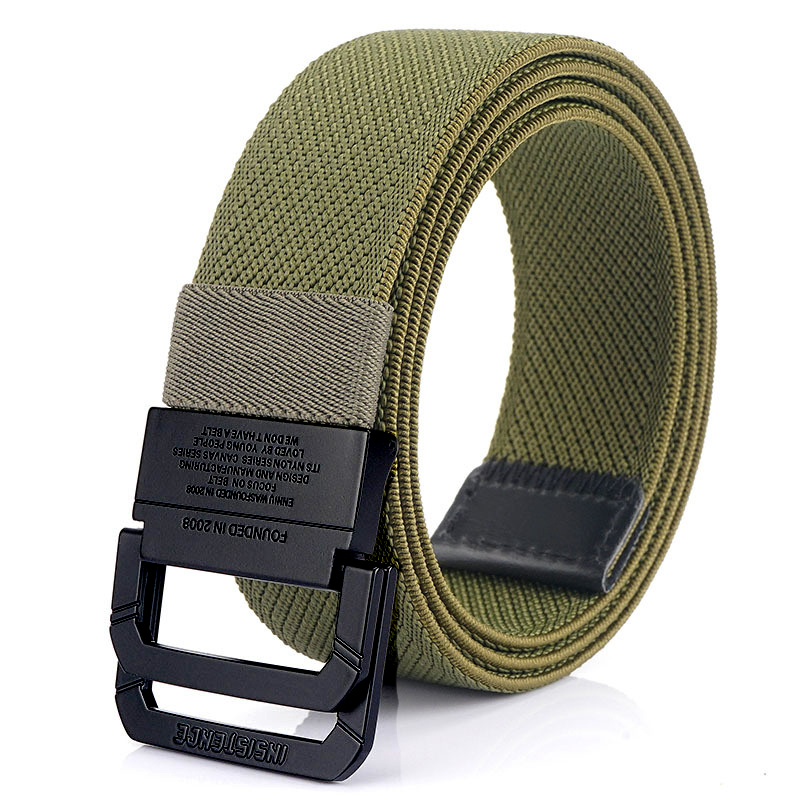 INSISTENCE
FOUNDED IN 2008
ENNIU WASFOUNDED IN 2008
FOCUS ON BELT
DESIGN AND MANUFACTURING
ITS NYLON SERIES CANVAS SERIES
LOVED BY YOUNG PEOPLE
WE DON'T HAVE A BELT